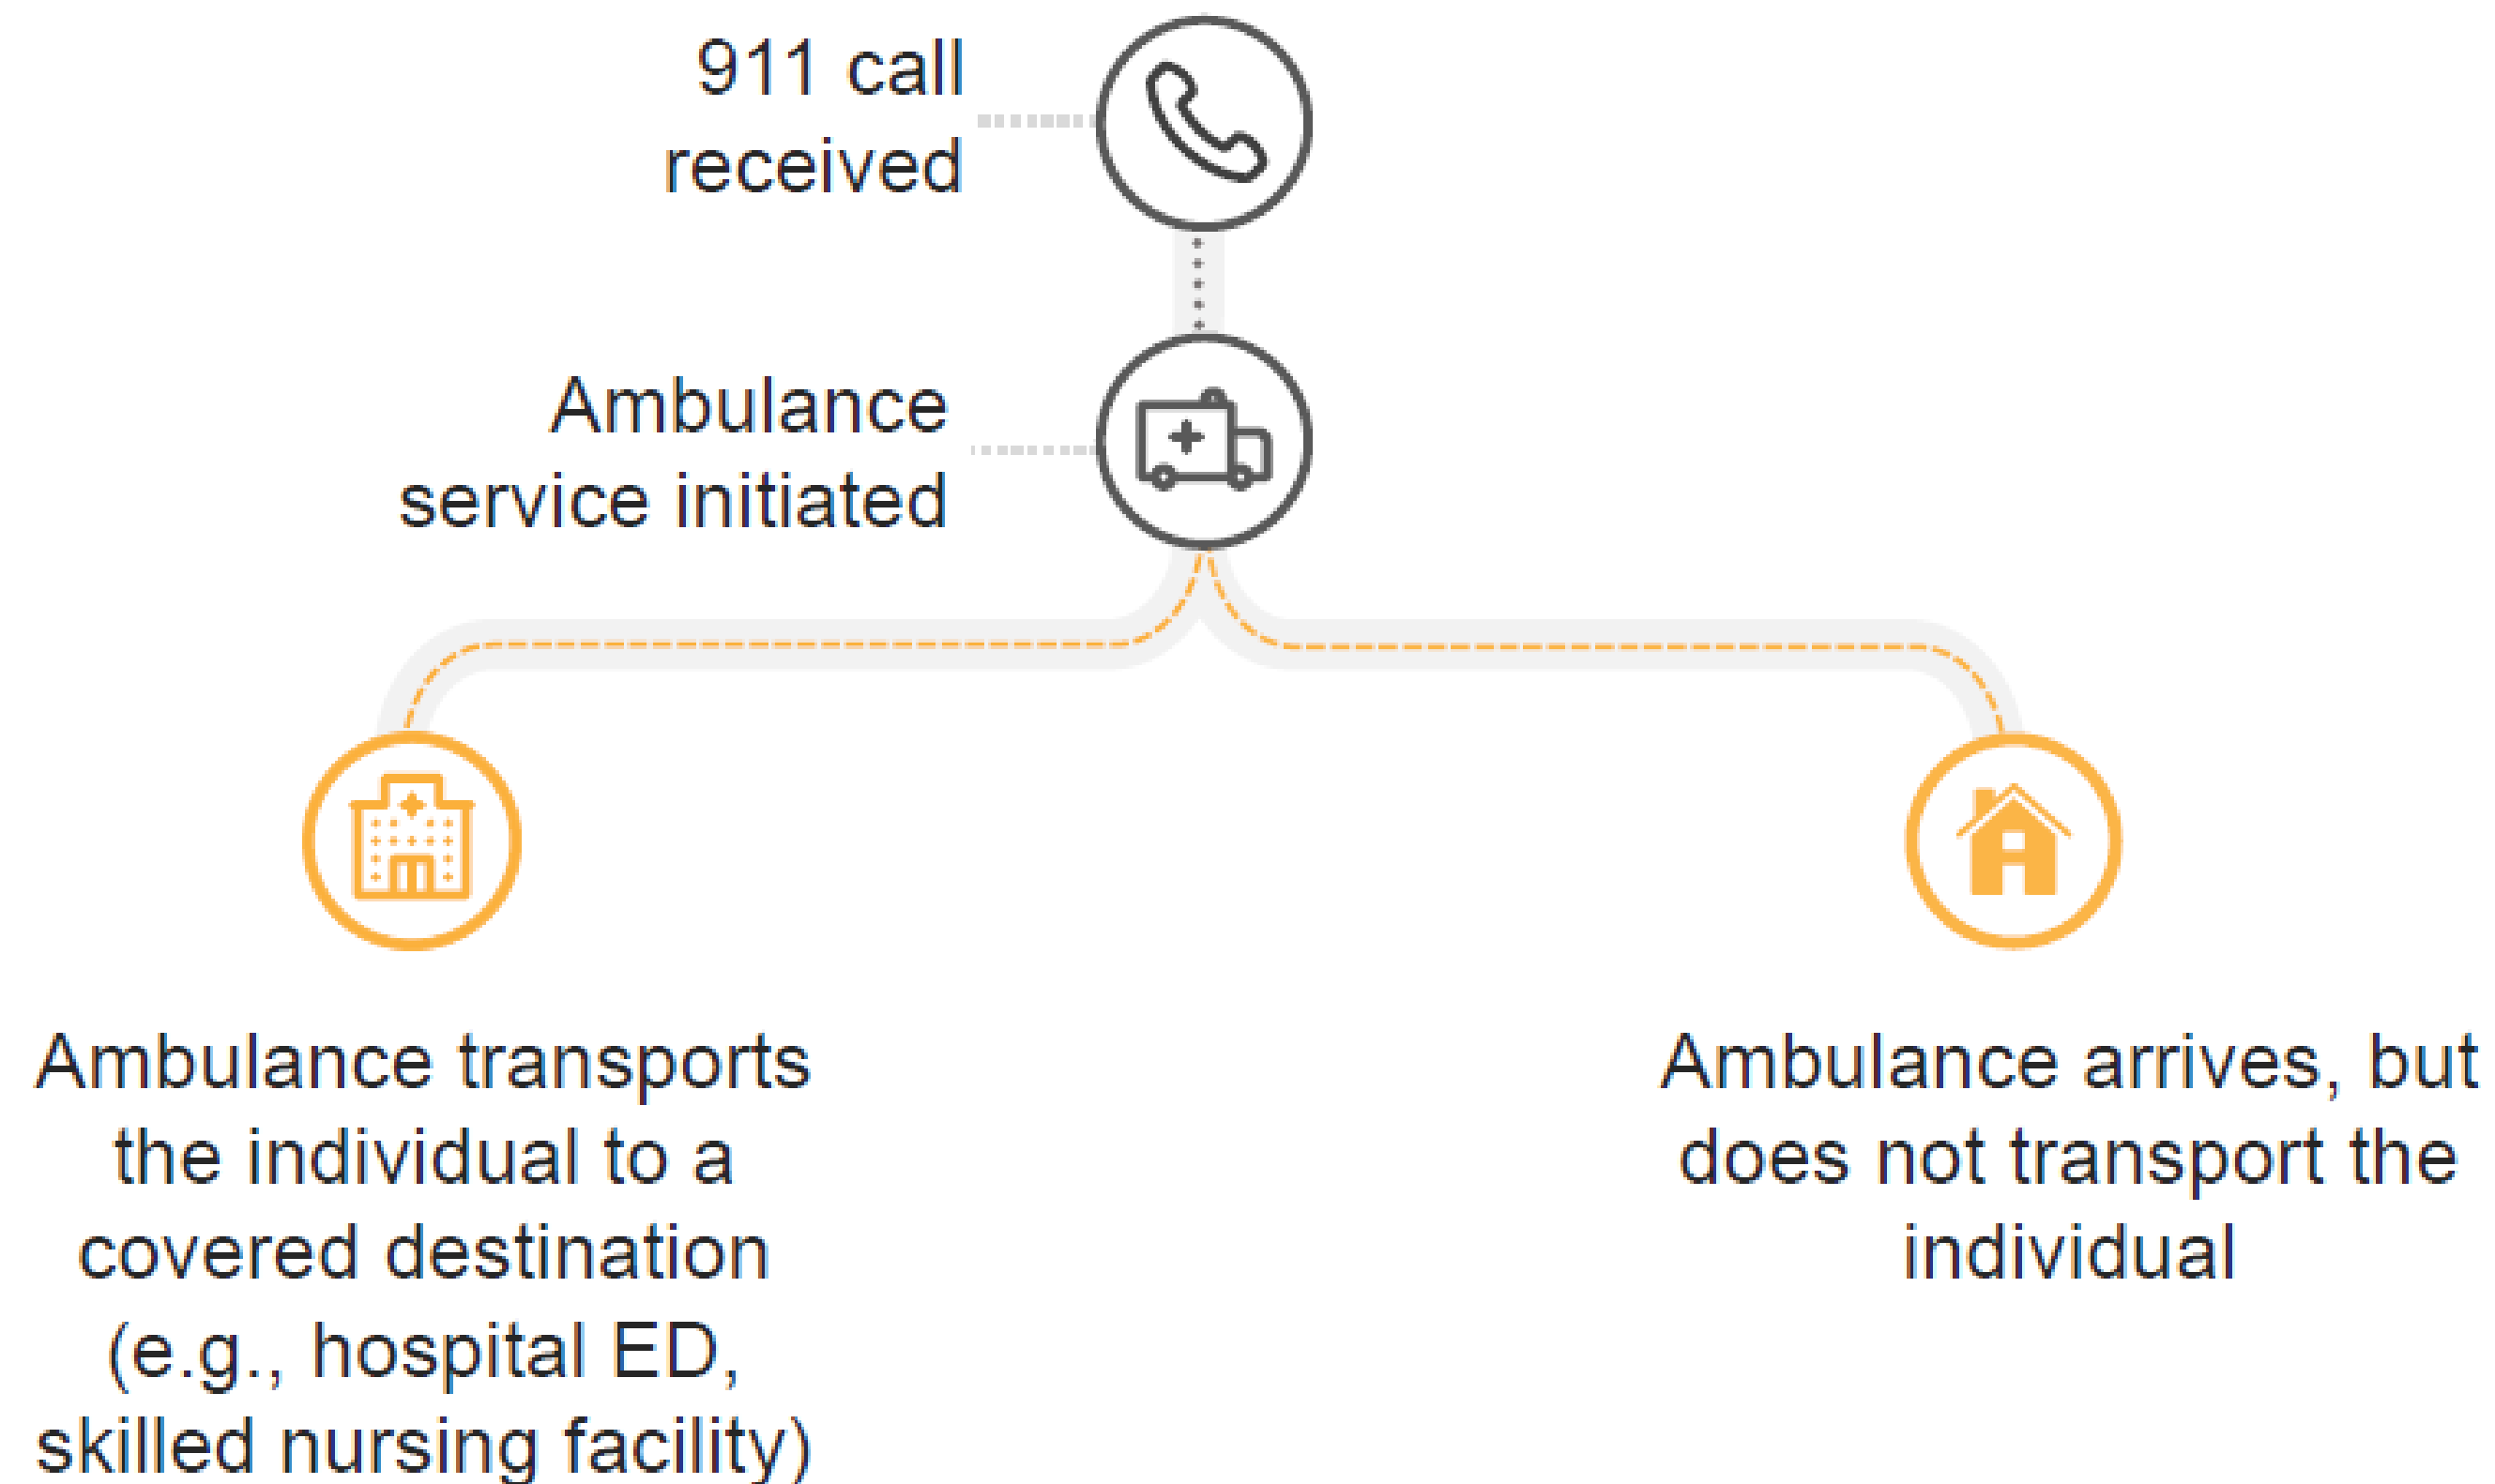 911 call
received
Ambulance
service initiated
Ambulance transports
the individual to a
covered destination
(e.g., hospital ED,
skilled nursing facility)
Ambulance arrives, but
does not transport the
individual